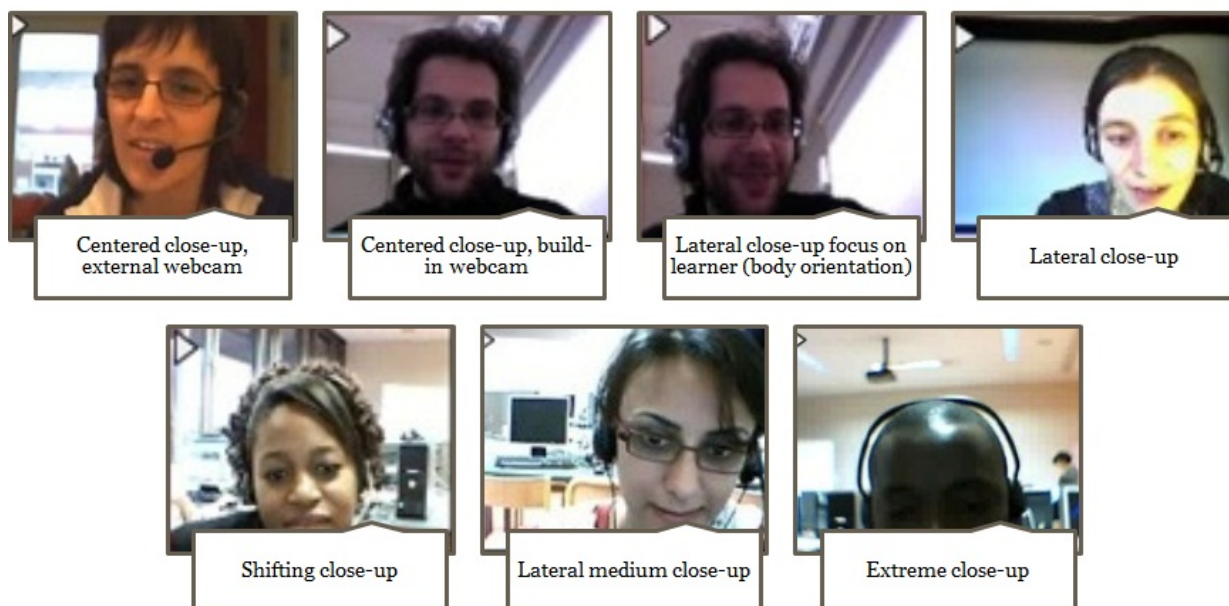 Centered close-up,
external webcam
Centered close-up, build-
in webcam
Lateral close-up focus on
learner (body orientation)
Lateral close-up
Shifting close-up
Lateral medium close-up
Extreme close-up